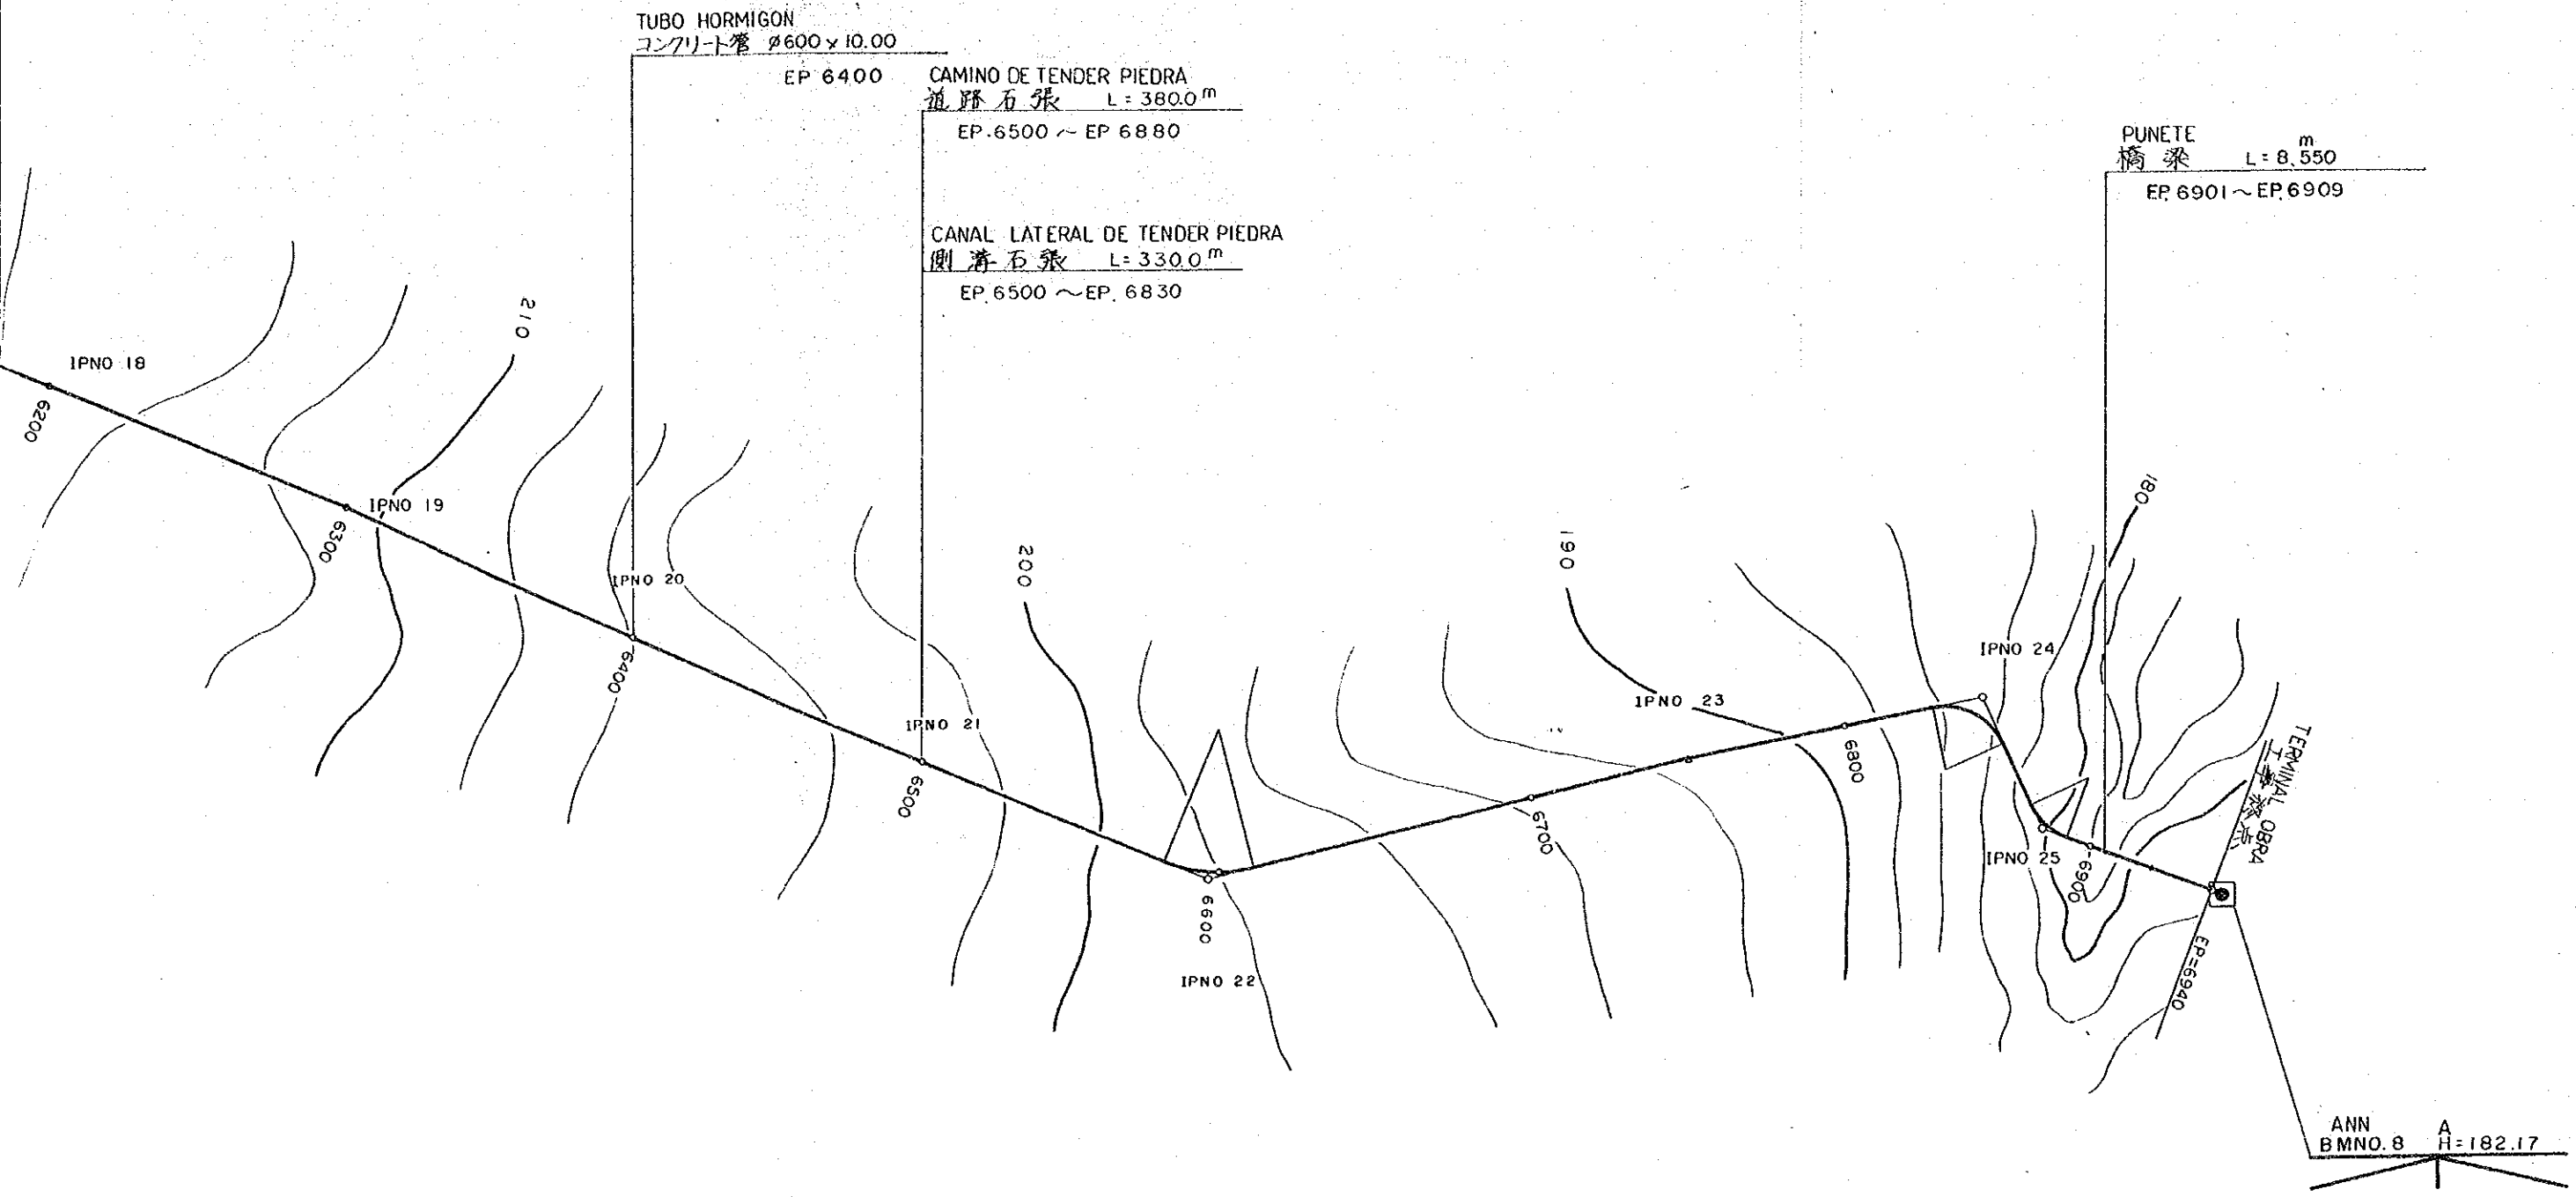 TUBO HORMIGON
コンクリート管 φ600 x 10.00
EP 6400
CAMINO DE TENDER PIEDRA
道路石張 L = 380.0 m
EP. 6500 ~ EP 6880
CANAL LATERAL DE TENDER PIEDRA
側溝石張 L = 330.0 m
EP. 6500 ~ EP. 6830
PUNETE
橋梁 L = 8.550 m
EP. 6901 ~ EP. 6909
210
200
190
180
IPNO 18
6200
IPNO 19
6300
IPNO 20
6400
IPNO 21
6500
6600
IPNO 22
6700
IPNO 23
6800
IPNO 24
IPNO 25
6900
TERMINAL OBRA
工事終点
EP=6940
ANN A
BMNO. 8 H=182.17